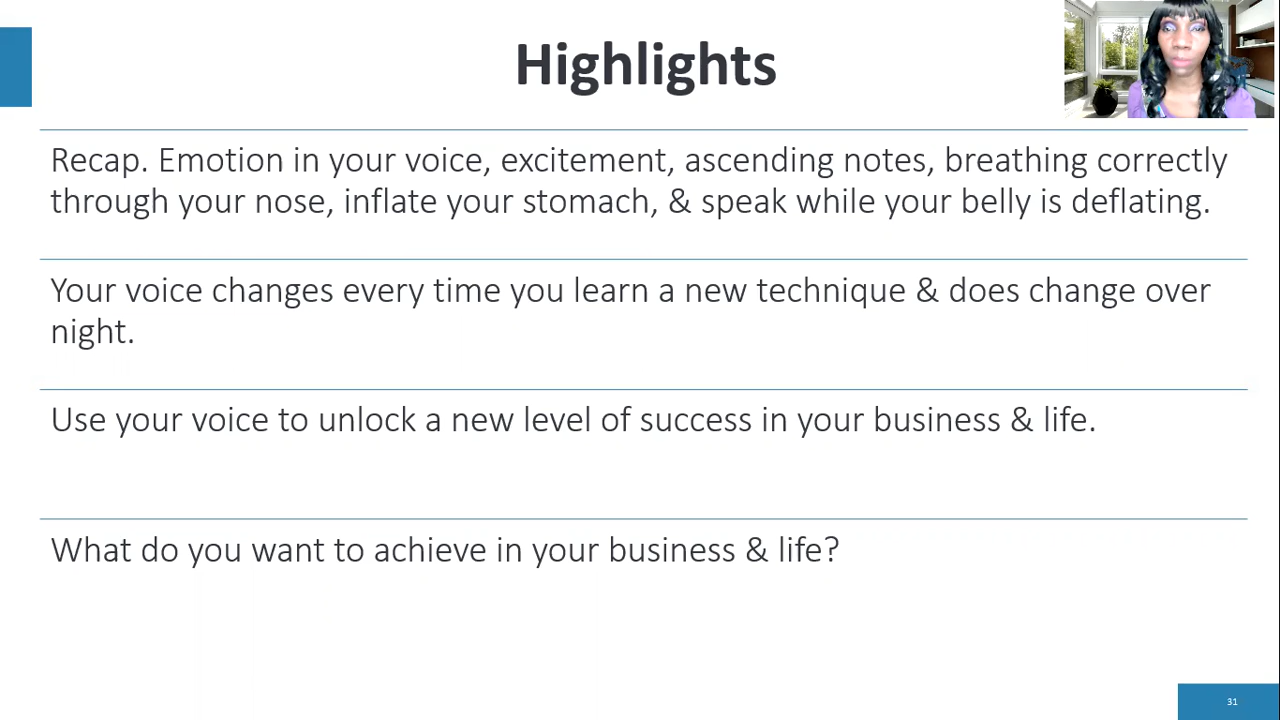 Highlights
Recap. Emotion in your voice, excitement, ascending notes, breathing correctly
through your nose, inflate your stomach, & speak while your belly is deflating.
Your voice changes every time you learn a new technique & does change over
night.
Use your voice to unlock a new level of success in your business & life.
What do you want to achieve in your business & life?
31